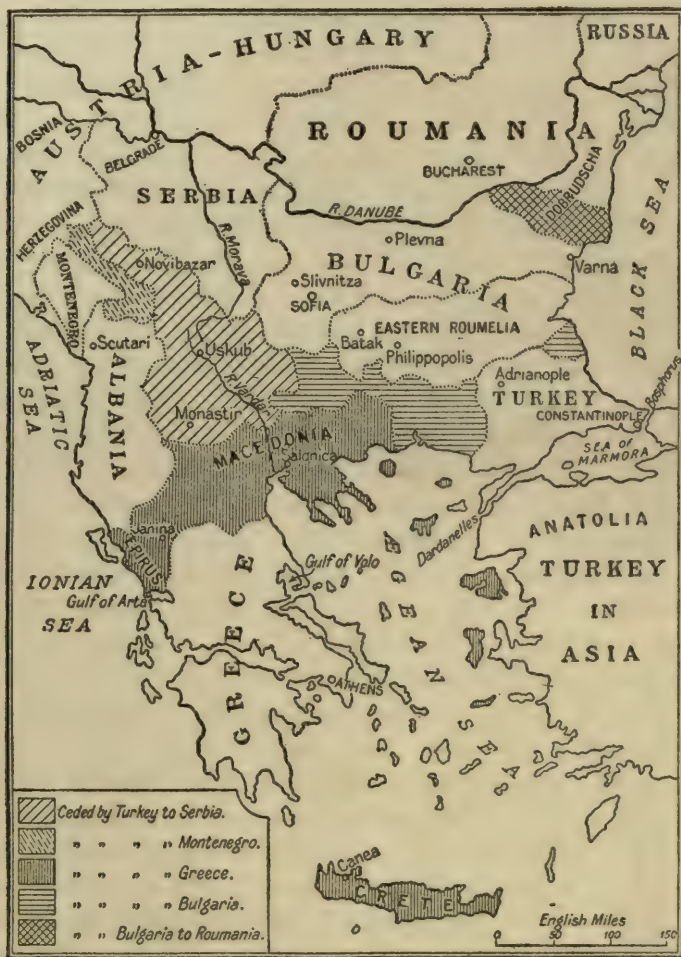 AUSTRIA-HUNGARY
RUSSIA
BOSNIA
ROUMANIA
BELGRADE
BUCHAREST
DOBRUDSCHA
SERBIA
HERZEGOVINA
R. DANUBE
R. Morava
Plevna
BLACK SEA
Novibazar
BULGARIA
Varna
MONTENEGRO
Slivnitza
SOFIA
EASTERN ROUMELIA
Scutari
Uskub
Batak
Philippopolis
ADRIATIC
SEA
ALBANIA
R. Vardar
Adrianople
TURKEY
Bosphorus
CONSTANTINOPLE
Monastir
MACEDONIA
Salonica
SEA OF
MARMORA
Janina
EPIRUS
Dardanelles
ANATOLIA
IONIAN
SEA
Gulf of Arta
Gulf of Volo
ÆGEAN SEA
TURKEY
IN
ASIA
GREECE
ATHENS
Canea
CRETE
Ceded by Turkey to Serbia.
" " " " Montenegro.
" " " " Greece.
" " " " Bulgaria.
" " Bulgaria to Roumania.
English Miles
0 50 100 150